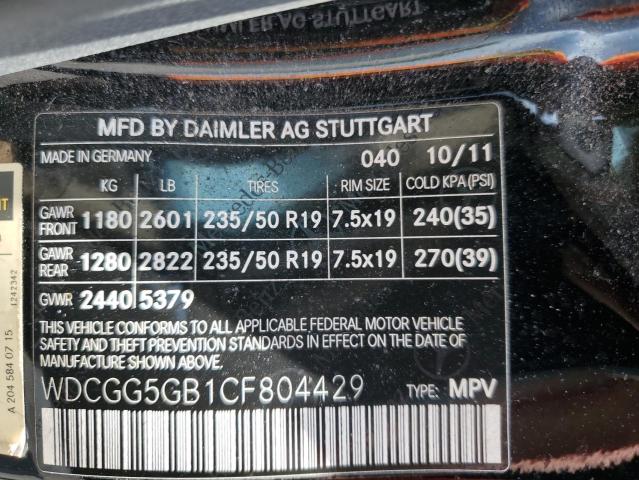 MFD BY DAIMLER AG STUTTGART
MADE IN GERMANY 040 10/11
KG LB TIRES RIM SIZE COLD KPA(PSI)
GAWR FRONT 1180 2601 235/50 R19 7.5x19 240(35)
GAWR REAR 1280 2822 235/50 R19 7.5x19 270(39)
GVWR 2440 5379
THIS VEHICLE CONFORMS TO ALL APPLICABLE FEDERAL MOTOR VEHICLE
SAFETY AND THEFT PREVENTION STANDARDS IN EFFECT ON THE DATE
OF MANUFACTURE SHOWN ABOVE.
WDCGG5GB1CF804429 TYPE: MPV
A 204 584 07 15
1242342